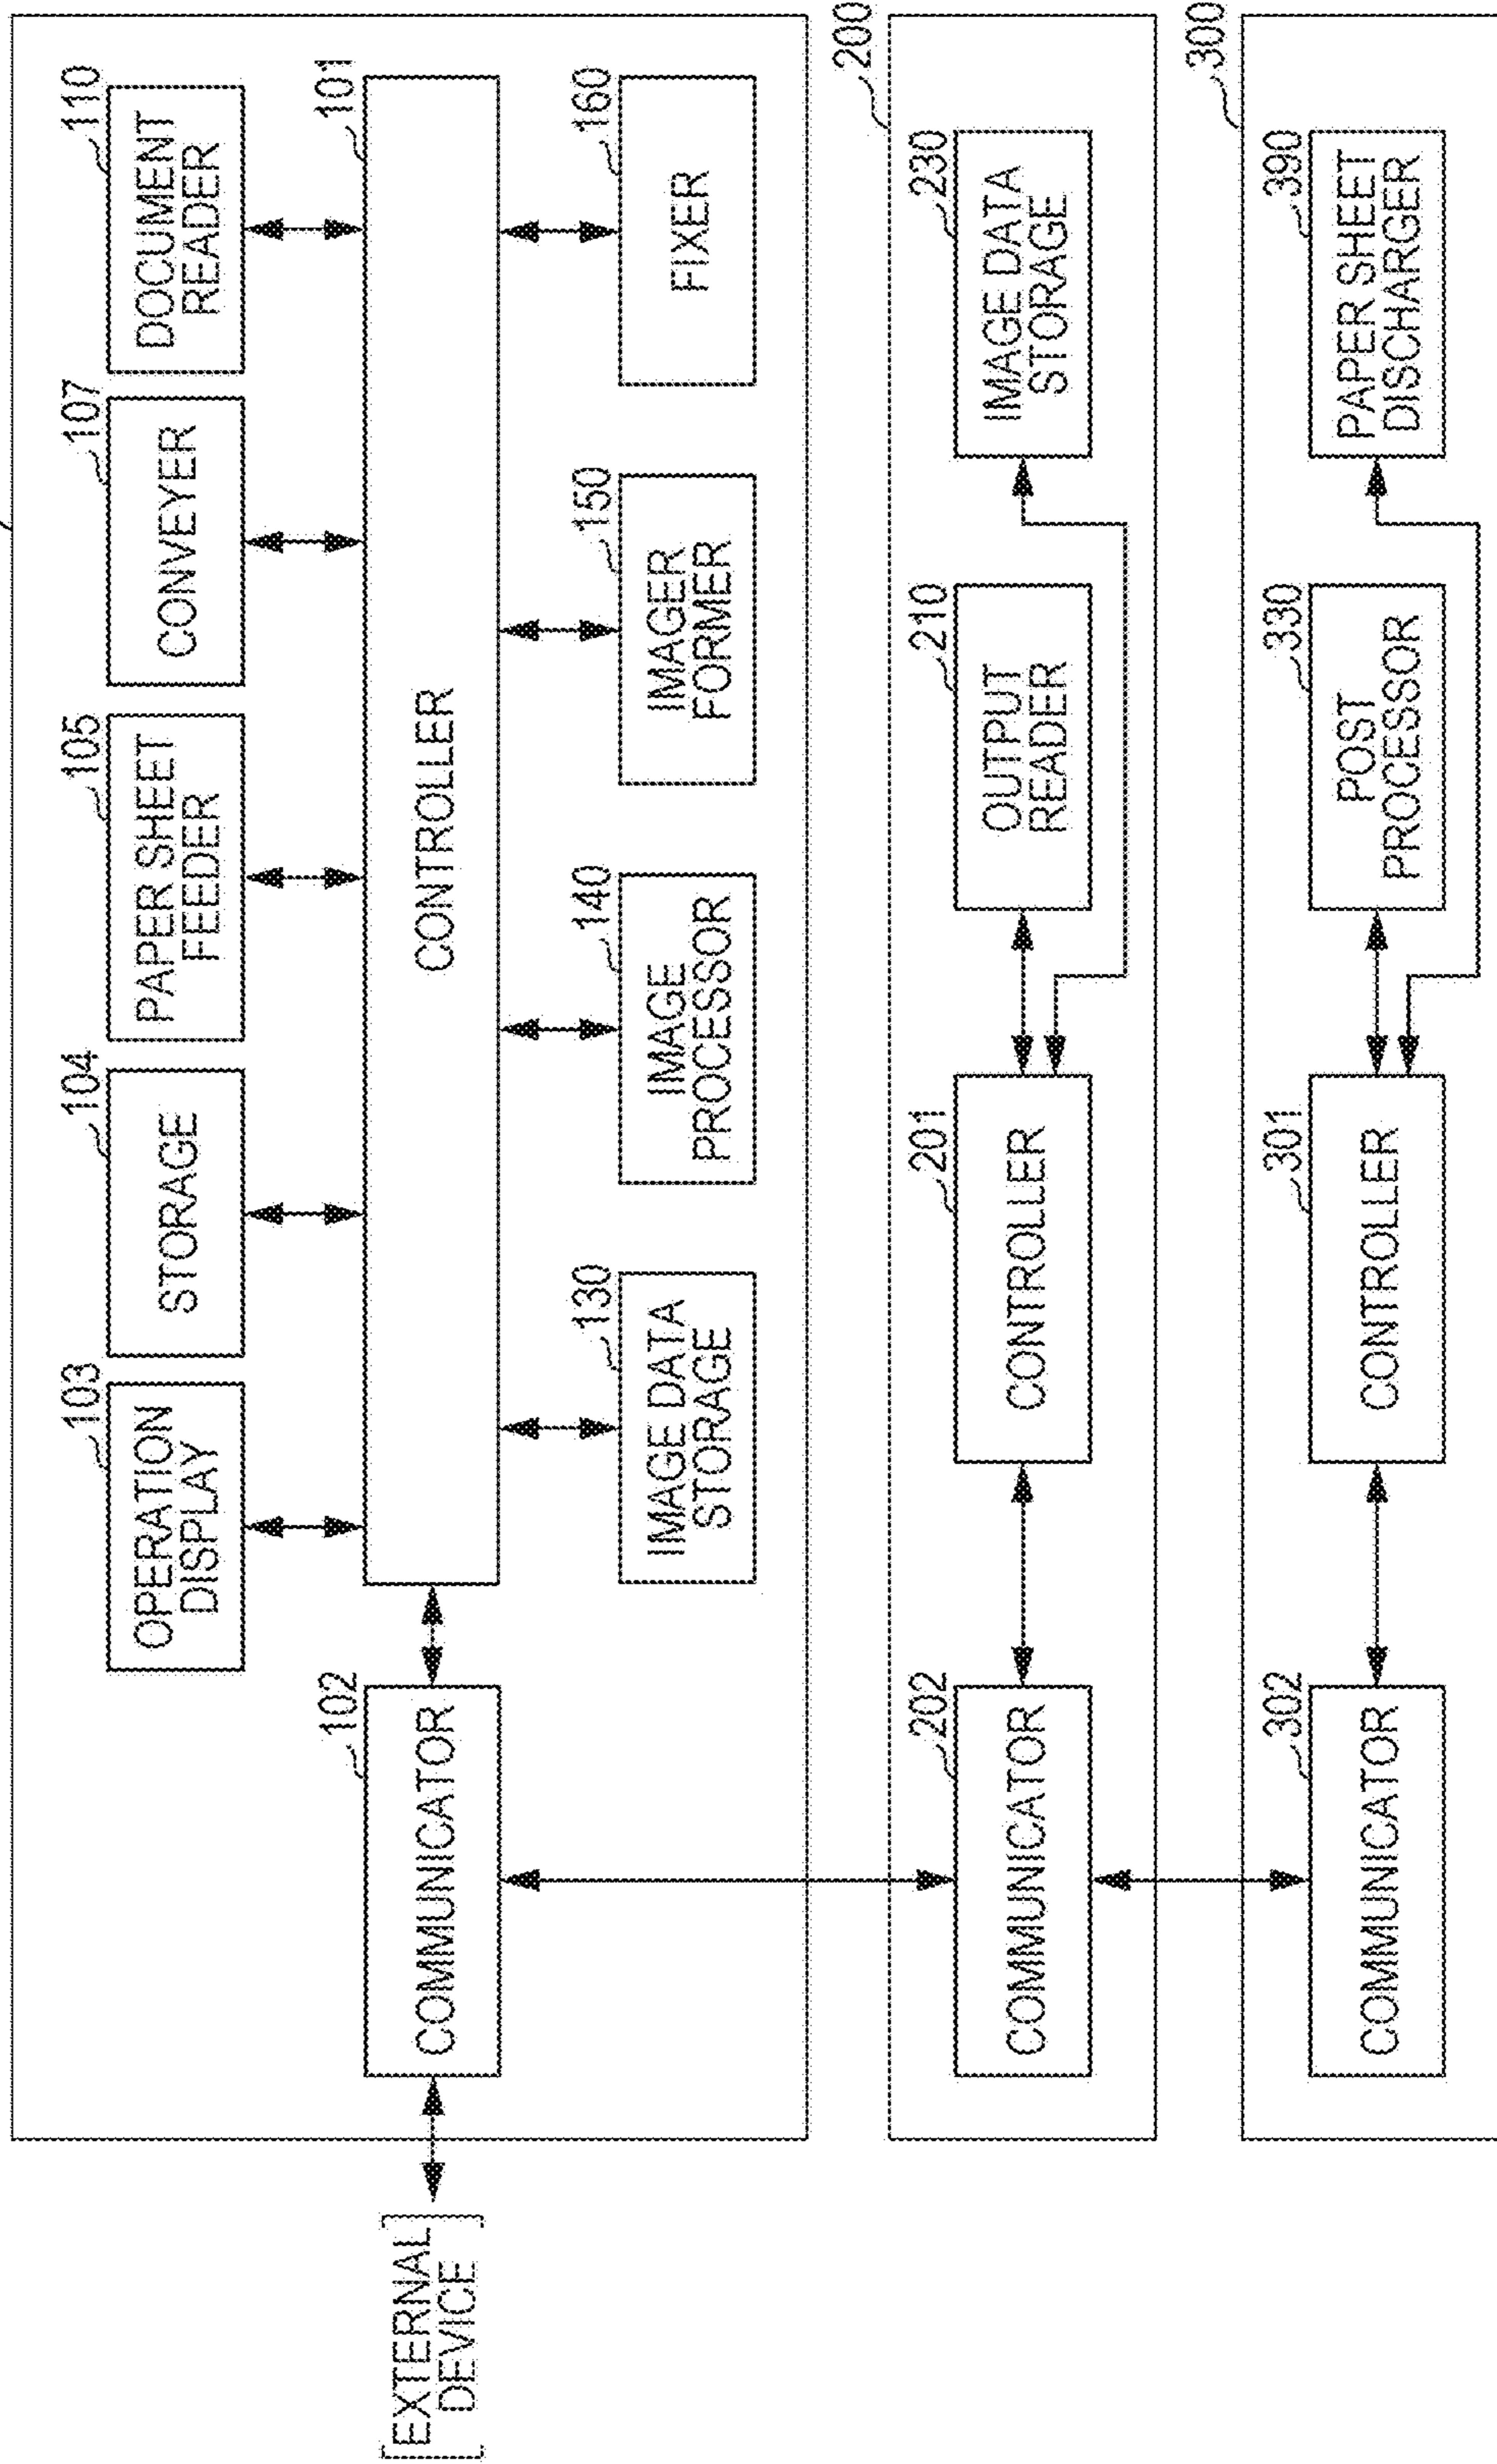 103
OPERATION
DISPLAY
104
STORAGE
105
PAPER SHEET
FEEDER
107
CONVEYER
110
DOCUMENT
READER
[EXTERNAL
DEVICE]
102
COMMUNICATOR
101
CONTROLLER
130
IMAGE DATA
STORAGE
140
IMAGE
PROCESSOR
150
IMAGER
FORMER
160
FIXER
200
202
COMMUNICATOR
201
CONTROLLER
210
OUTPUT
READER
230
IMAGE DATA
STORAGE
300
302
COMMUNICATOR
301
CONTROLLER
330
POST
PROCESSOR
390
PAPER SHEET
DISCHARGER